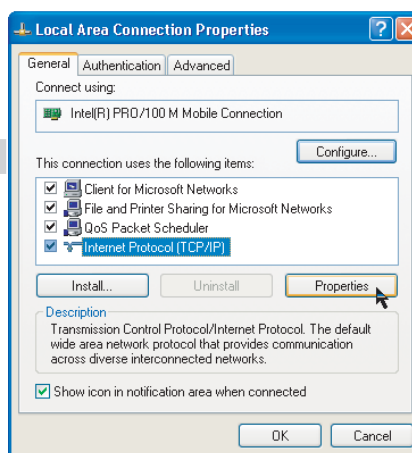 Local Area Connection Properties
General Authentication Advanced
Connect using:
Intel(R) PRO/100 M Mobile Connection
Configure...
This connection uses the following items:
Client for Microsoft Networks
File and Printer Sharing for Microsoft Networks
QoS Packet Scheduler
Internet Protocol (TCP/IP)
Install... Uninstall Properties
Description
Transmission Control Protocol/Internet Protocol. The default
wide area network protocol that provides communication
across diverse interconnected networks.
Show icon in notification area when connected
OK Cancel